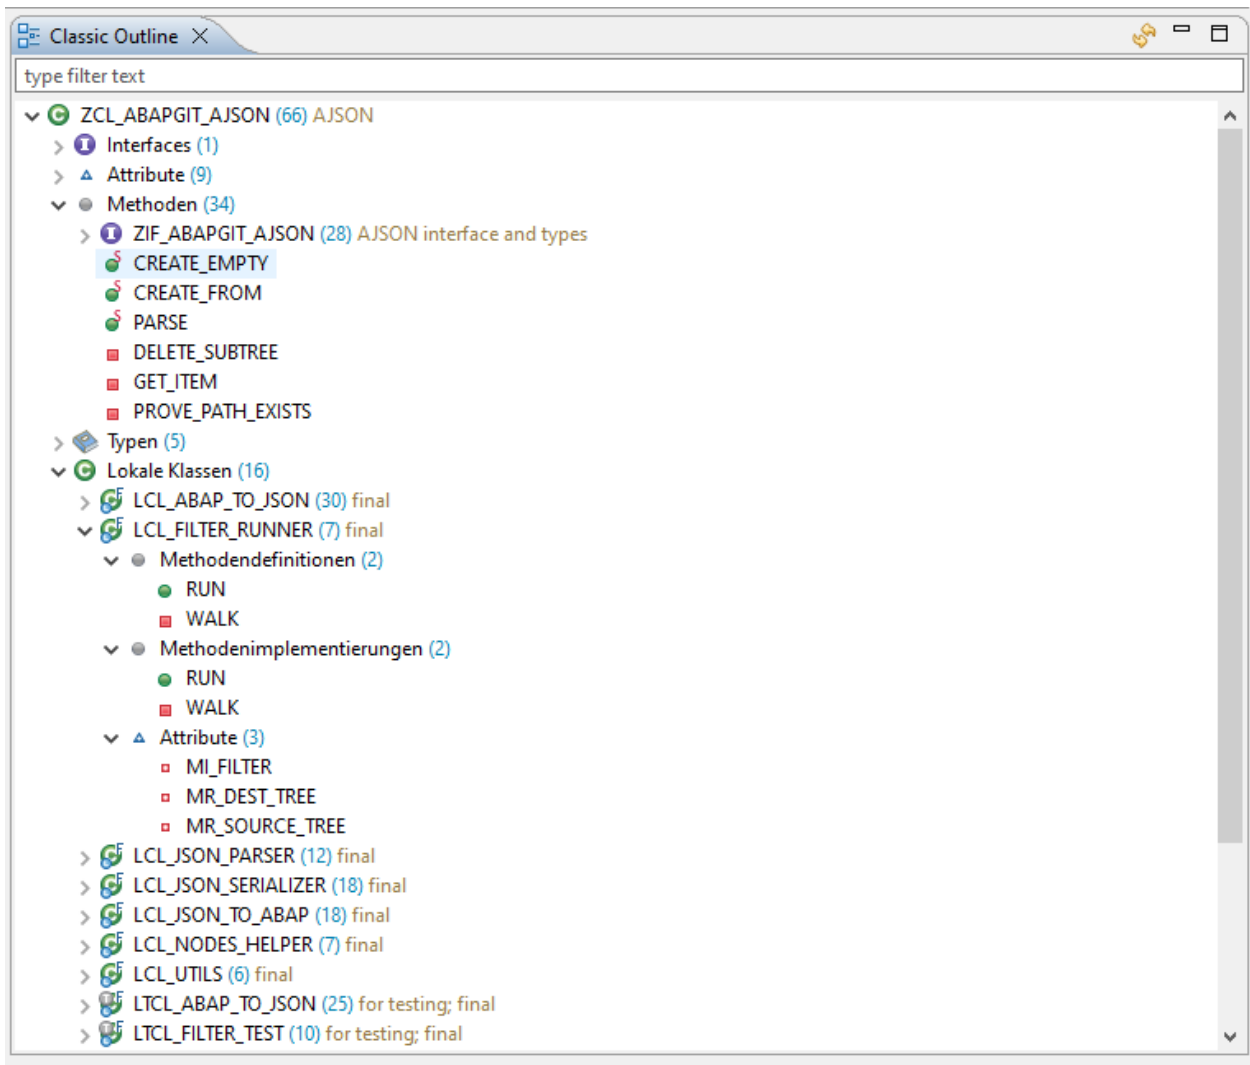 Classic Outline
type filter text
ZCL_ABAPGIT_AJSON (66) AJSON
Interfaces (1)
Attribute (9)
Methoden (34)
ZIF_ABAPGIT_AJSON (28) AJSON interface and types
CREATE_EMPTY
CREATE_FROM
PARSE
DELETE_SUBTREE
GET_ITEM
PROVE_PATH_EXISTS
Typen (5)
Lokale Klassen (16)
LCL_ABAP_TO_JSON (30) final
LCL_FILTER_RUNNER (7) final
Methodendefinitionen (2)
RUN
WALK
Methodenimplementierungen (2)
RUN
WALK
Attribute (3)
MI_FILTER
MR_DEST_TREE
MR_SOURCE_TREE
LCL_JSON_PARSER (12) final
LCL_JSON_SERIALIZER (18) final
LCL_JSON_TO_ABAP (18) final
LCL_NODES_HELPER (7) final
LCL_UTILS (6) final
LTCL_ABAP_TO_JSON (25) for testing; final
LTCL_FILTER_TEST (10) for testing; final